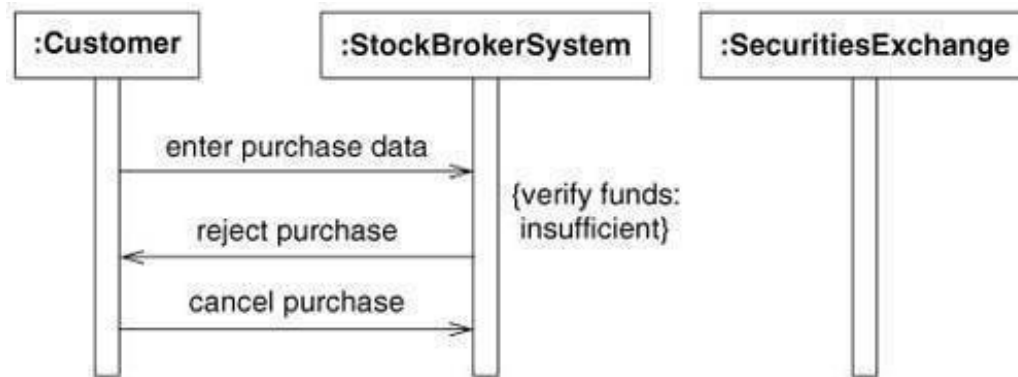 :Customer
:StockBrokerSystem
:SecuritiesExchange
enter purchase data
{verify funds:
insufficient}
reject purchase
cancel purchase